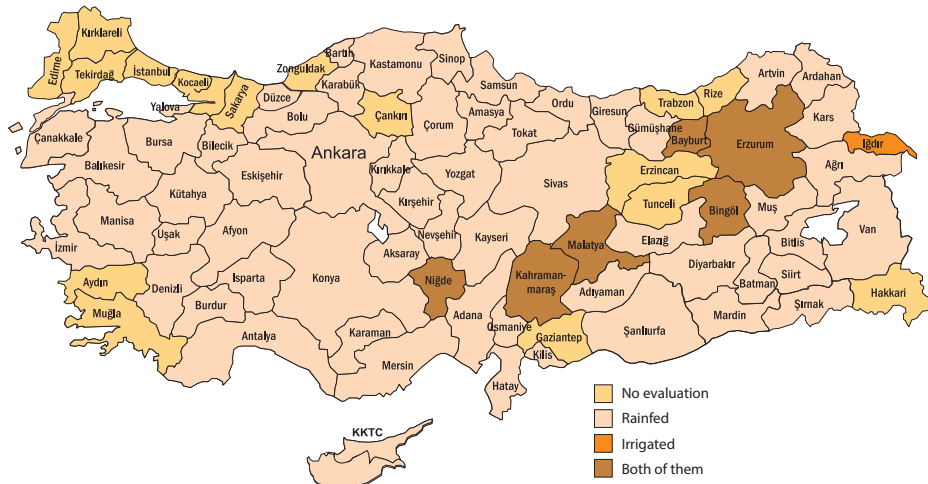 Kırklareli
Edirne
Tekirdağ
İstanbul
Kocaeli
Yalova
Sakarya
Düzce
Zonguldak
Bartın
Karabük
Kastamonu
Sinop
Samsun
Bolu
Çankırı
Çorum
Amasya
Tokat
Ordu
Giresun
Trabzon
Rize
Artvin
Ardahan
Kars
Gümüşhane
Bayburt
Erzurum
Iğdır
Ağrı
Çanakkale
Bursa
Bilecik
Balıkesir
Kütahya
Eskişehir
Ankara
Kırıkkale
Yozgat
Sivas
Erzincan
Tunceli
Bingöl
Muş
Van
Manisa
Uşak
Afyon
Kırşehir
Nevşehir
Kayseri
Malatya
Elazığ
Bitlis
İzmir
Aydın
Denizli
Isparta
Konya
Aksaray
Niğde
Kahraman-
maraş
Adıyaman
Diyarbakır
Batman
Siirt
Şırnak
Hakkari
Muğla
Burdur
Antalya
Karaman
Mersin
Adana
Osmaniye
Gaziantep
Kilis
Şanlıurfa
Mardin
Hatay
KKTC
No evaluation
Rainfed
Irrigated
Both of them